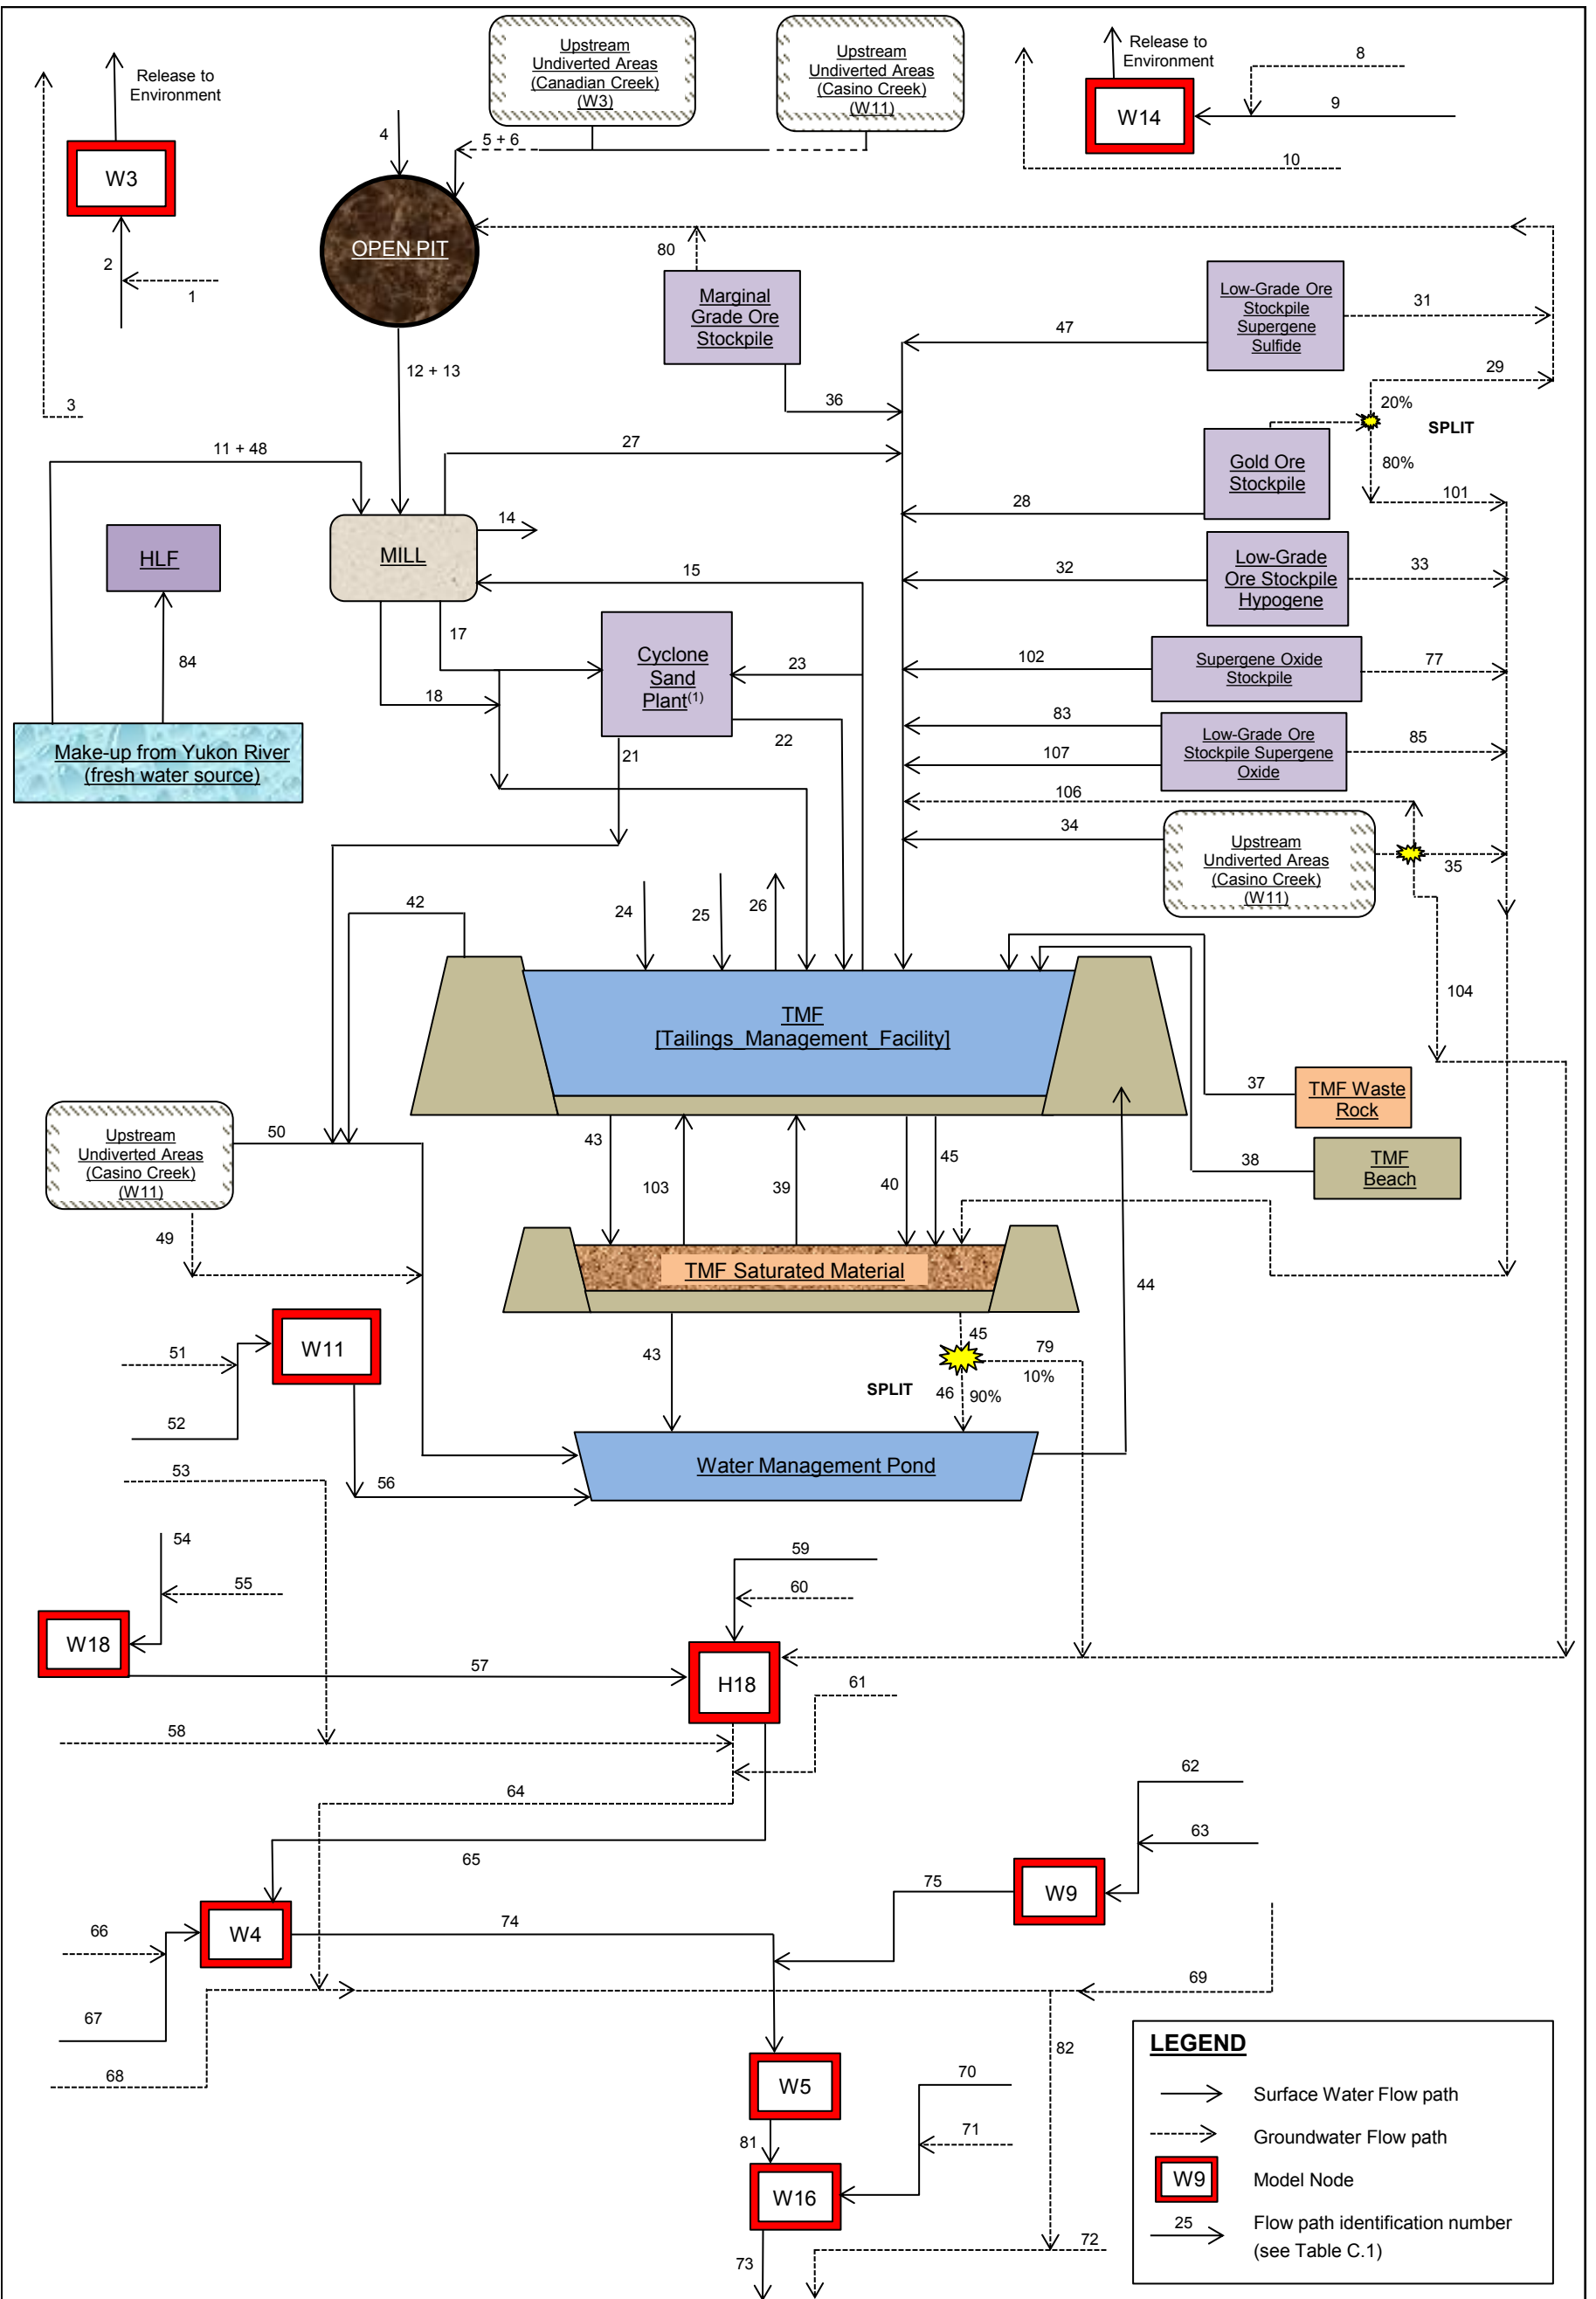 Upstream
Undiverted Areas
(Canadian Creek)
(W3)
Upstream
Undiverted Areas
(Casino Creek)
(W11)
Release to
Environment
Release to
Environment
8
9
W14
10
4
5 + 6
W3
2
1
3
OPEN PIT
80
Marginal
Grade Ore
Stockpile
Low-Grade Ore
Stockpile
Supergene
Sulfide
31
47
29
20%
SPLIT
80%
12 + 13
36
11 + 48
27
Gold Ore
Stockpile
101
28
14
MILL
HLF
15
Low-Grade
Ore Stockpile
Hypogene
32
33
17
84
Cyclone
Sand
Plant(1)
23
18
22
21
102
Supergene Oxide
Stockpile
77
Make-up from Yukon River
(fresh water source)
83
107
Low-Grade Ore
Stockpile Supergene
Oxide
85
106
34
Upstream
Undiverted Areas
(Casino Creek)
(W11)
35
104
42
24
25
26
TMF
[Tailings_Management_Facility]
37
TMF Waste
Rock
38
TMF
Beach
Upstream
Undiverted Areas
(Casino Creek)
(W11)
50
49
43
103
39
40
45
TMF Saturated Material
44
51
W11
52
43
45
79
10%
SPLIT
46
90%
53
56
Water Management Pond
54
55
W18
59
60
57
H18
61
58
64
65
62
63
W9
75
66
W4
74
67
68
69
82
W5
70
71
81
W16
73
72
LEGEND
Surface Water Flow path
Groundwater Flow path
W9
Model Node
25
Flow path identification number
(see Table C.1)